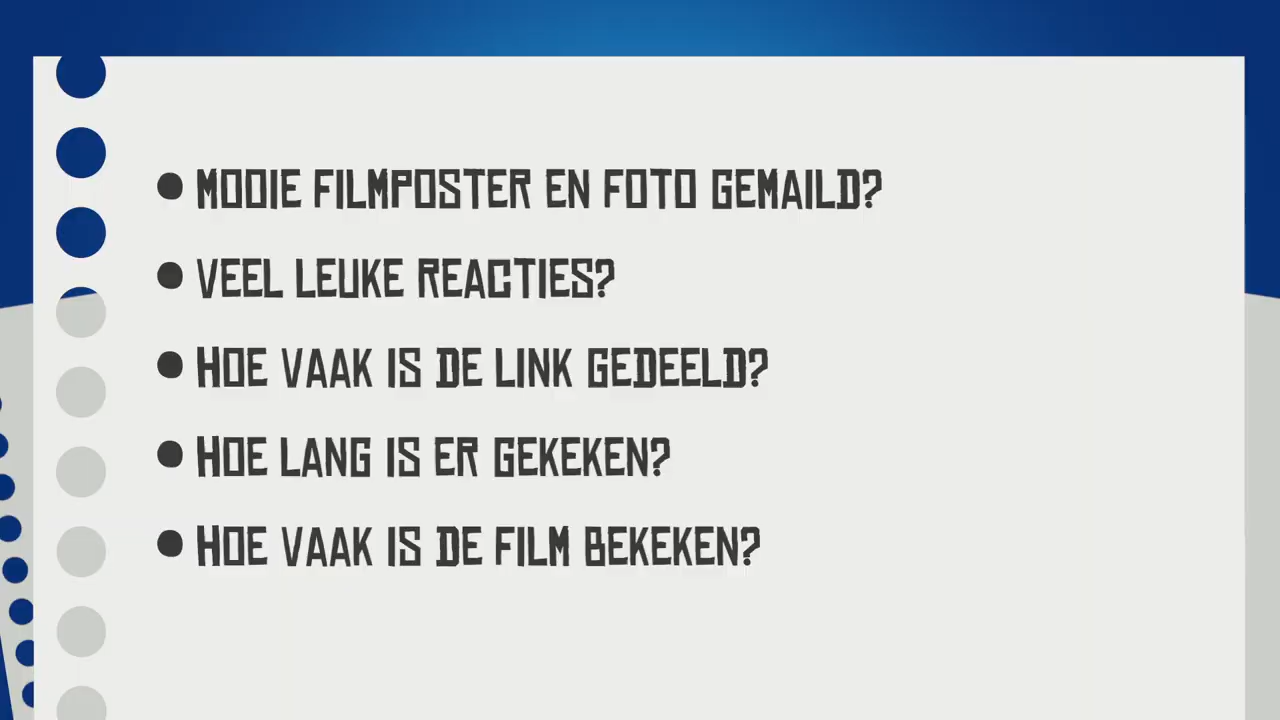 • MOOIE FILMPOSTER EN FOTO GEMAILD?
• VEEL LEUKE REACTIES?
• HOE VAAK IS DE LINK GEDEELD?
• HOE LANG IS ER GEKEKEN?
• HOE VAAK IS DE FILM BEKEKEN?